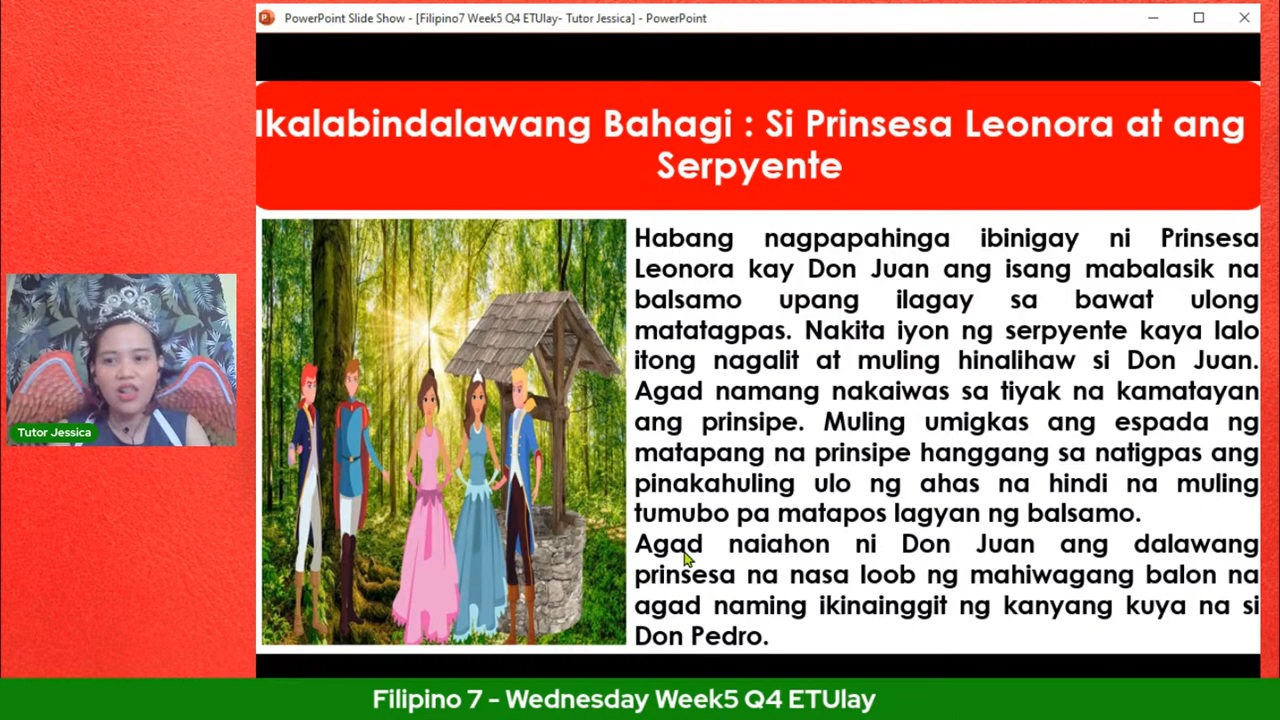 PowerPoint Slide Show - [Filipino7 Week5 Q4 ETUlay- Tutor Jessica] - PowerPoint
Ikalabindalawang Bahagi : Si Prinsesa Leonora at ang
Serpyente
Habang nagpapahinga ibinigay ni Prinsesa
Leonora kay Don Juan ang isang mabalasik na
balsamo upang ilagay sa bawat ulong
matatagpas. Nakita iyon ng serpyente kaya lalo
itong nagalit at muling hinalihaw si Don Juan.
Agad namang nakaiwas sa tiyak na kamatayan
ang prinsipe. Muling umigkas ang espada ng
matapang na prinsipe hanggang sa natigpas ang
pinakahuling ulo ng ahas na hindi na muling
tumubo pa matapos lagyan ng balsamo.
Agad naiahon ni Don Juan ang dalawang
prinsesa na nasa loob ng mahiwagang balon na
agad naming ikinainggit ng kanyang kuya na si
Don Pedro.
Tutor Jessica
Filipino 7 - Wednesday Week5 Q4 ETUlay